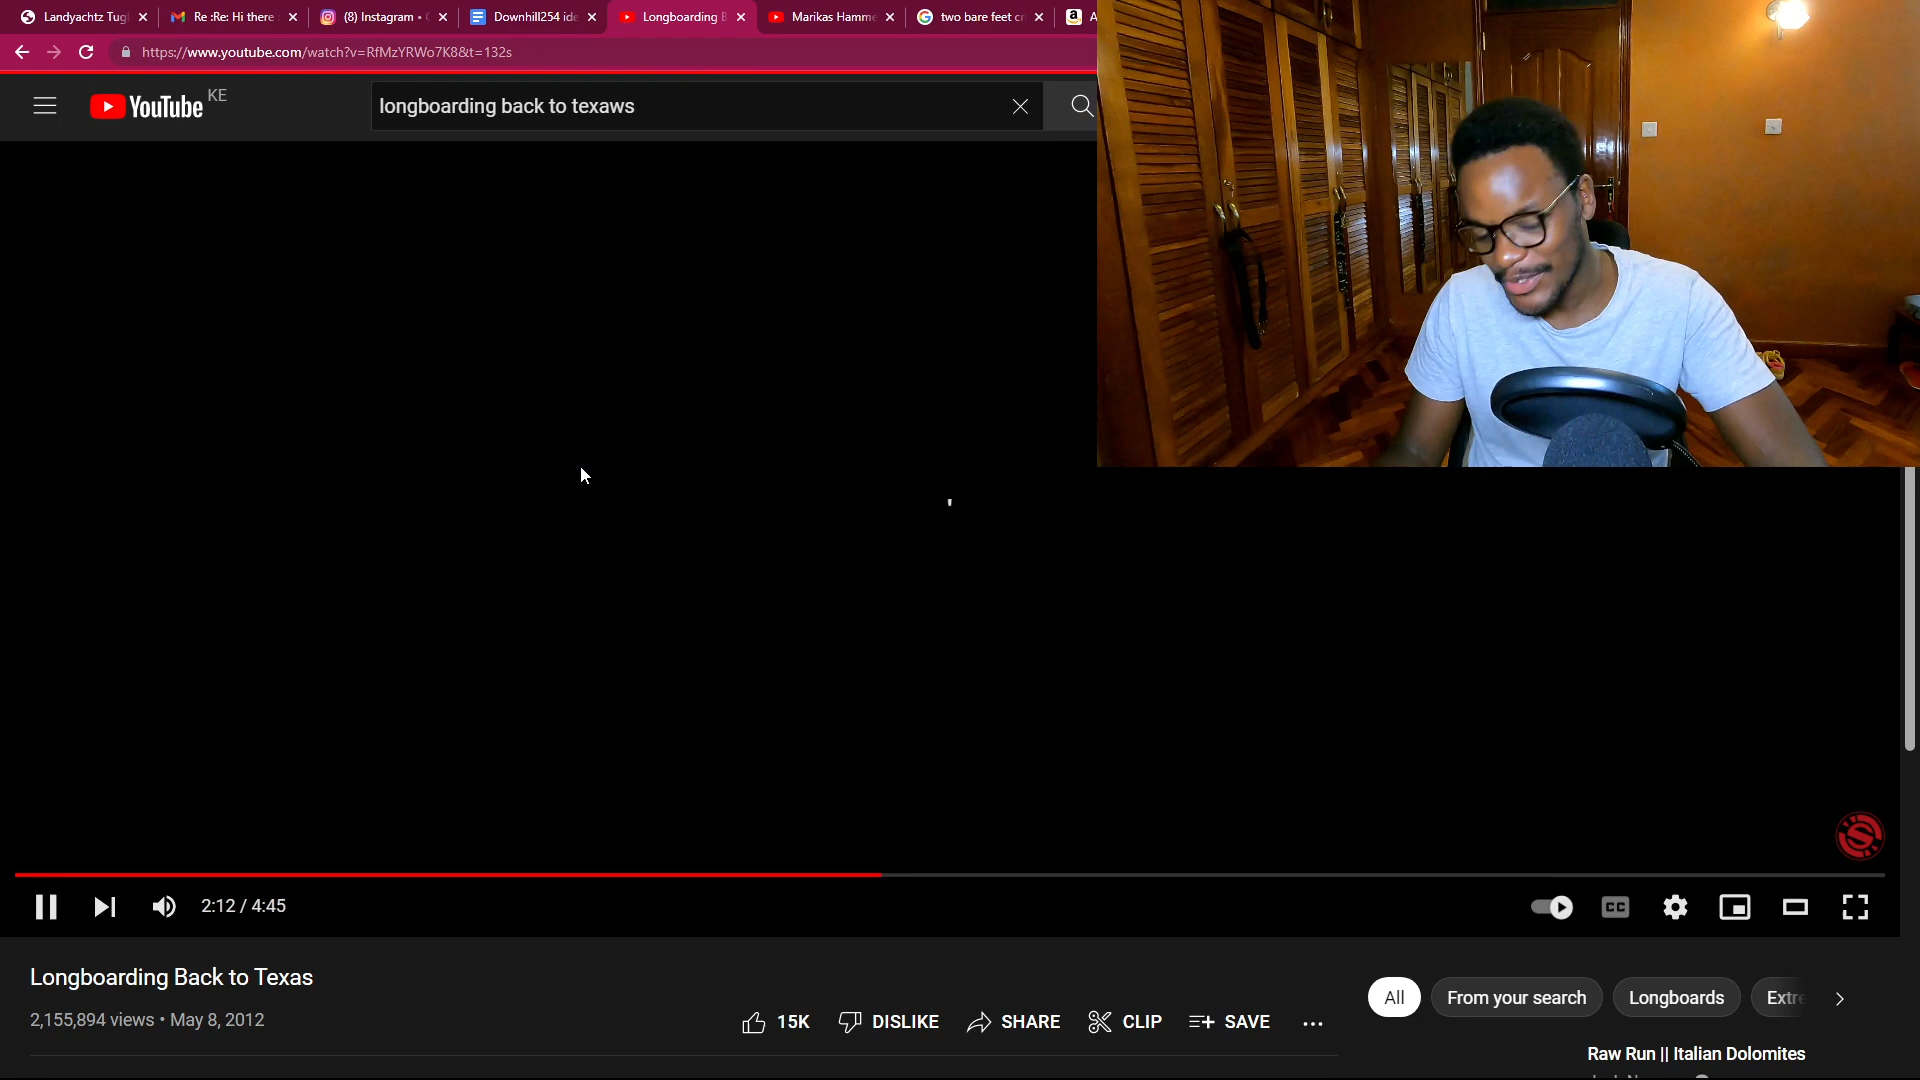 Landyachtz Tug
Re :Re: Hi there
(8) Instagram •
Downhill254 ide
Longboarding B
Marikas Hamme
two bare feet
A
https://www.youtube.com/watch?v=RfMzYRWo7K8&t=132s
YouTube KE
longboarding back to texaws
2:12 / 4:45
CC
Longboarding Back to Texas
2,155,894 views • May 8, 2012
15K DISLIKE SHARE CLIP SAVE ...
All From your search Longboards Extre
Raw Run || Italian Dolomites